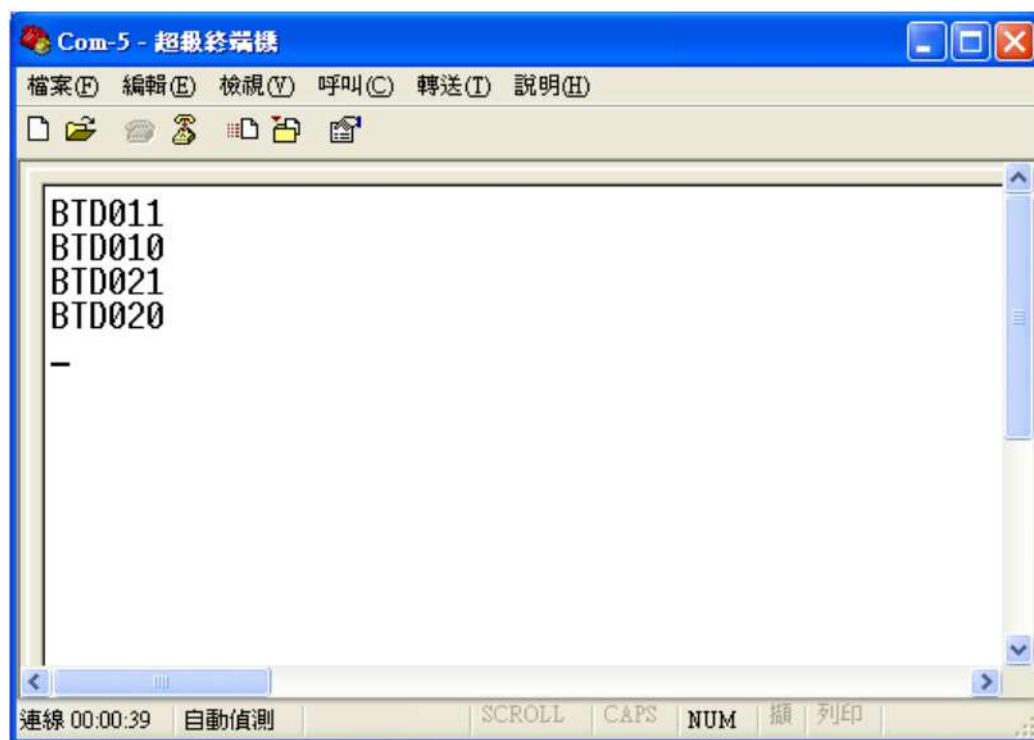 Com-5 - 超級終端機
檔案(F) 編輯(E) 檢視(V) 呼叫(C) 轉送(T) 說明(H)
BTD011
BTD010
BTD021
BTD020
連線 00:00:39 自動偵測 SCROLL CAPS NUM 擷 列印